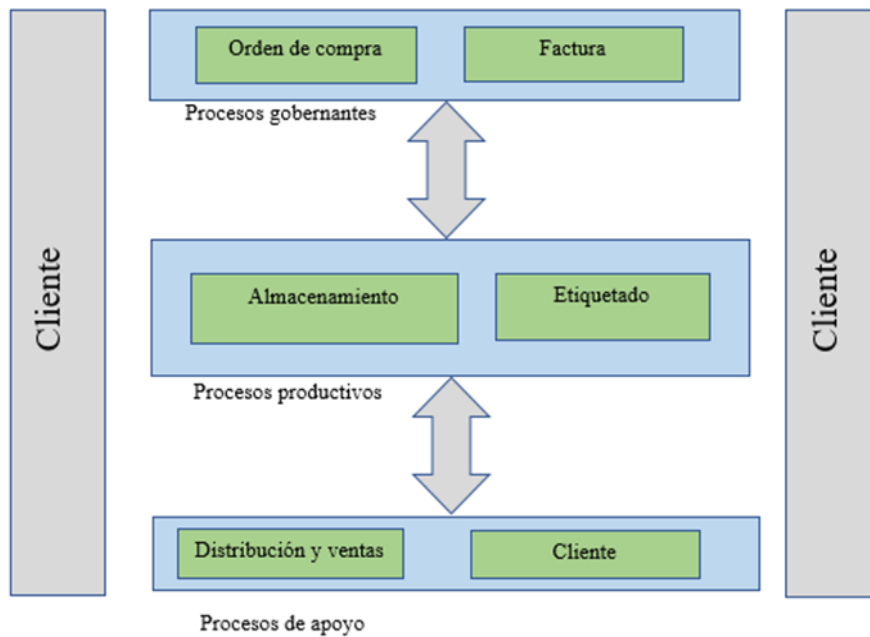 Orden de compra
Factura
Procesos gobernantes
Cliente
Almacenamiento
Etiquetado
Cliente
Procesos productivos
Distribución y ventas
Cliente
Procesos de apoyo